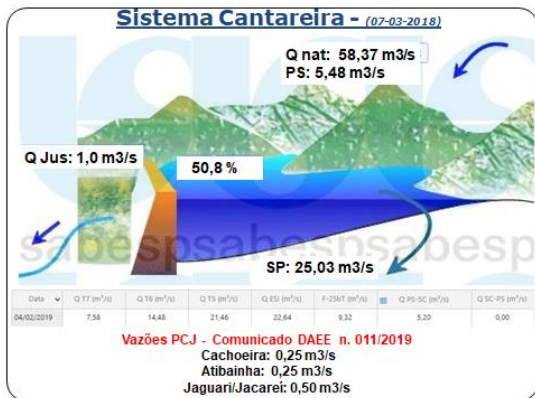 Sistema Cantareira - (07-03-2018)
Q nat: 58,37 m3/s
PS: 5,48 m3/s
Q Jus: 1,0 m3/s
50,8 %
sabespsabespsabesp
SP: 25,03 m3/s
Data Q T7 (m³/s) Q T6 (m³/s) Q T5 (m³/s) Q ESI (m³/s) F-25bT (m³/s) Q PS-SC (m³/s) Q SC-PS (m³/s)
04/02/2019 7,56 14,48 21,46 22,64 9,32 5,20 0,00
Vazões PCJ - Comunicado DAEE n. 011/2019
Cachoeira: 0,25 m3/s
Atibainha: 0,25 m3/s
Jaguari/Jacareí: 0,50 m3/s